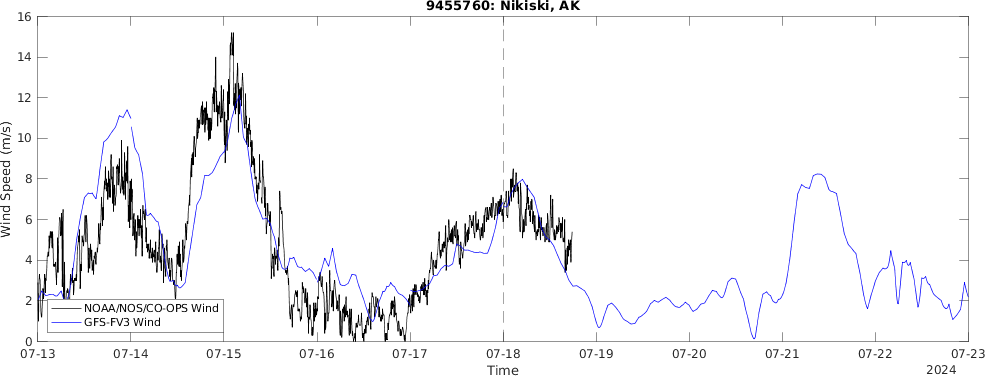 9455760: Nikiski, AK
16
14
12
10
8
6
4
2
0
Wind Speed (m/s)
NOAA/NOS/CO-OPS Wind
GFS-FV3 Wind
07-13 07-14 07-15 07-16 07-17 07-18 07-19 07-20 07-21 07-22 07-23
Time
2024